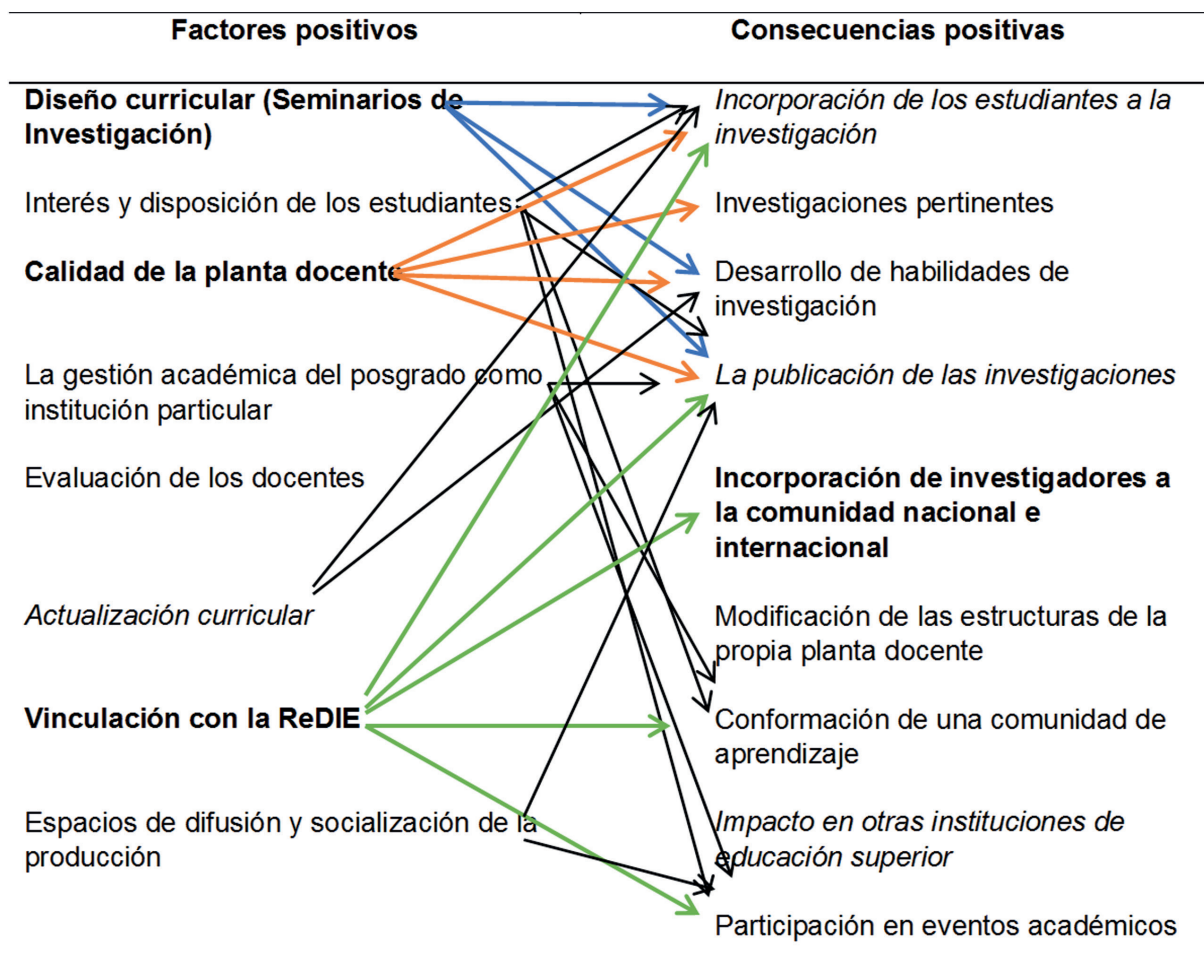 Factores positivos
Consecuencias positivas
Diseño curricular (Seminarios de
Investigación)
Incorporación de los estudiantes a la
investigación
Interés y disposición de los estudiantes
Investigaciones pertinentes
Calidad de la planta docente
Desarrollo de habilidades de
investigación
La gestión académica del posgrado como
institución particular
La publicación de las investigaciones
Evaluación de los docentes
Incorporación de investigadores a
la comunidad nacional e
internacional
Actualización curricular
Modificación de las estructuras de la
propia planta docente
Vinculación con la ReDIE
Conformación de una comunidad de
aprendizaje
Espacios de difusión y socialización de la
producción
Impacto en otras instituciones de
educación superior
Participación en eventos académicos